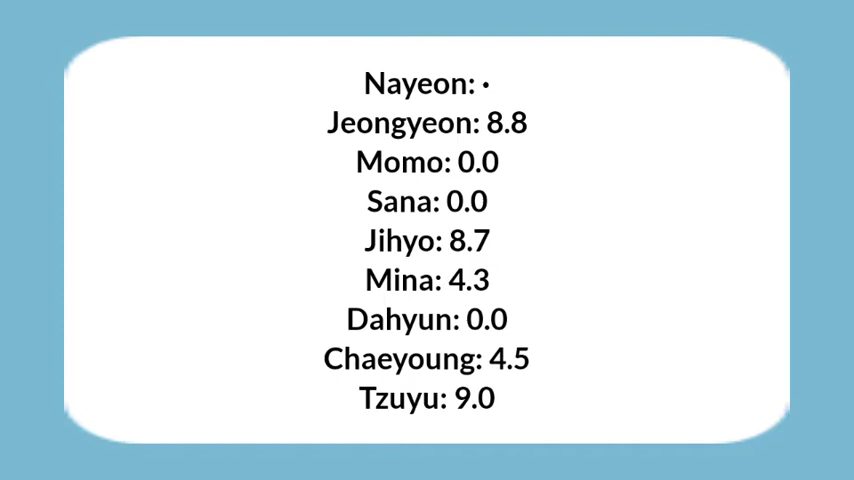 Nayeon: •
Jeongyeon: 8.8
Momo: 0.0
Sana: 0.0
Jihyo: 8.7
Mina: 4.3
Dahyun: 0.0
Chaeyoung: 4.5
Tzuyu: 9.0